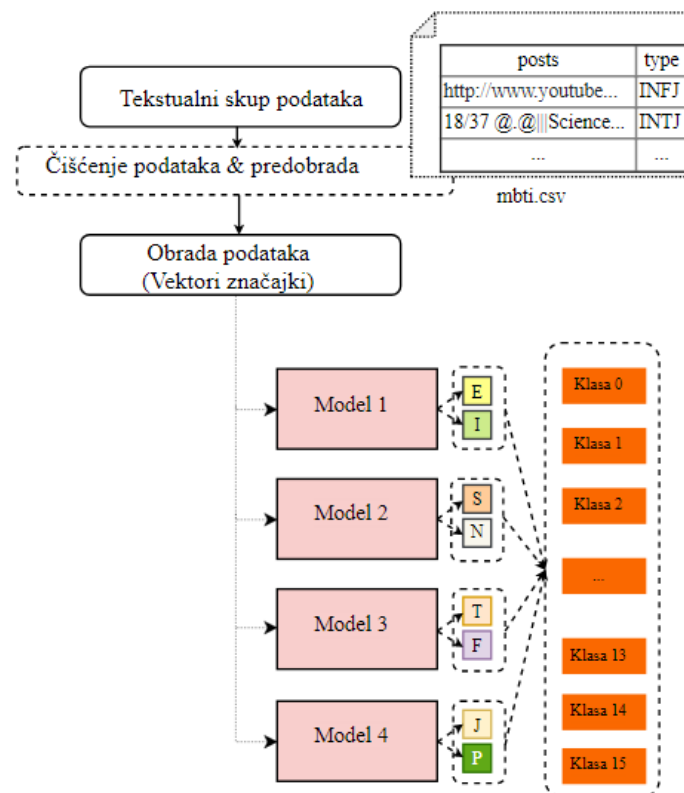 posts type
http://www.youtube... INFJ
18/37 @.@|||Science... INTJ
... ...
mbti.csv
Tekstualni skup podataka
Čišćenje podataka & predobrada
Obrada podataka
(Vektori značajki)
Model 1
E
I
Model 2
S
N
Model 3
T
F
Model 4
J
P
Klasa 0
Klasa 1
Klasa 2
...
Klasa 13
Klasa 14
Klasa 15